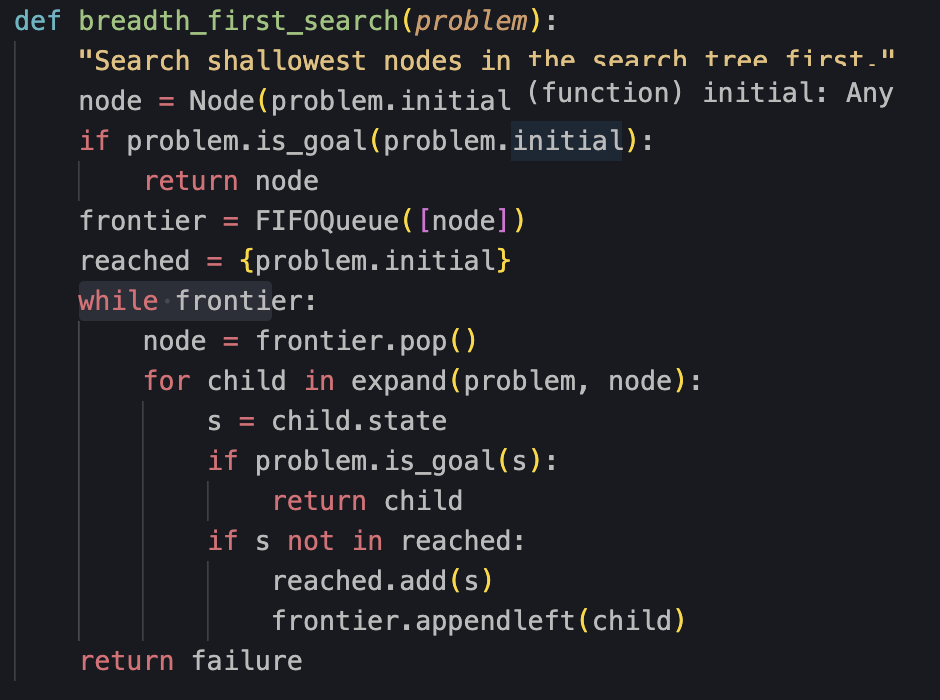 def breadth_first_search(problem):
    "Search shallowest nodes in the search tree first."
    node = Node(problem.initial
(function) initial: Any
    if problem.is_goal(problem.initial):
        return node
    frontier = FIFOQueue([node])
    reached = {problem.initial}
    while frontier:
        node = frontier.pop()
        for child in expand(problem, node):
            s = child.state
            if problem.is_goal(s):
                return child
            if s not in reached:
                reached.add(s)
                frontier.appendleft(child)
    return failure